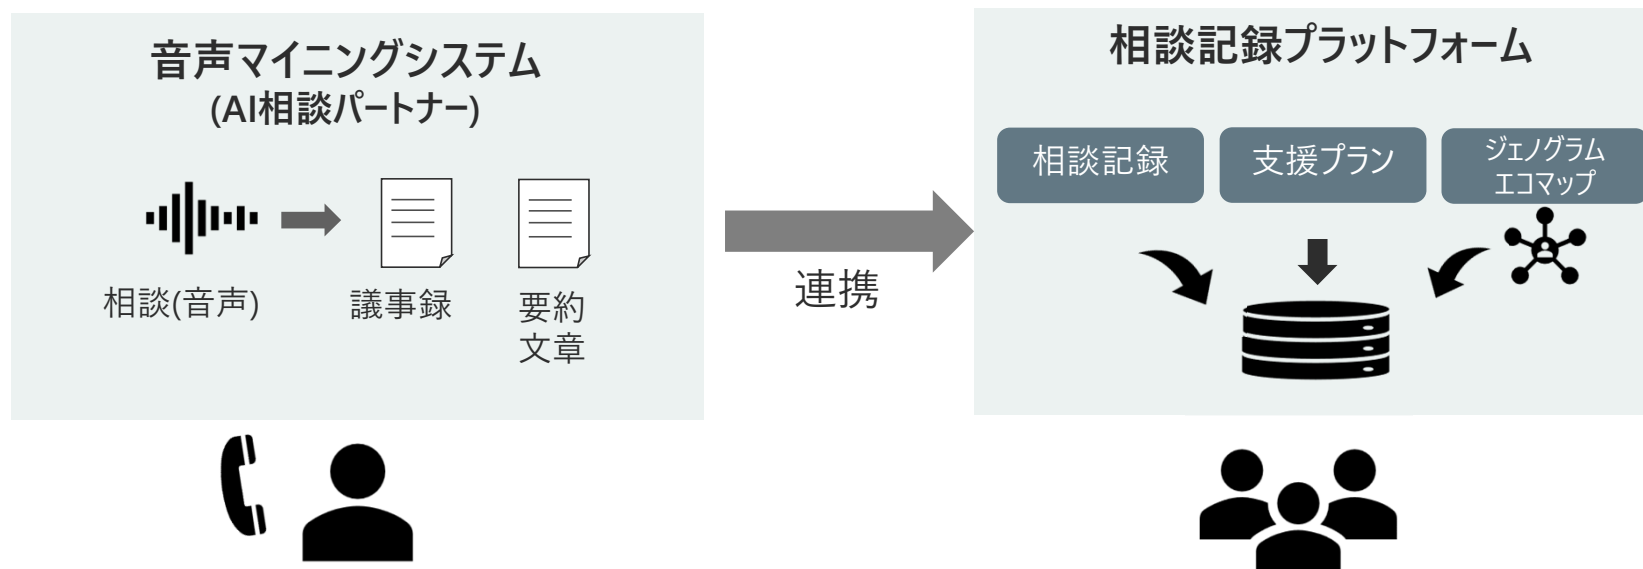 音声マイニングシステム
(AI相談パートナー)
相談(音声)
議事録
要約
文章
連携
相談記録プラットフォーム
相談記録
支援プラン
ジェノグラム
エコマップ